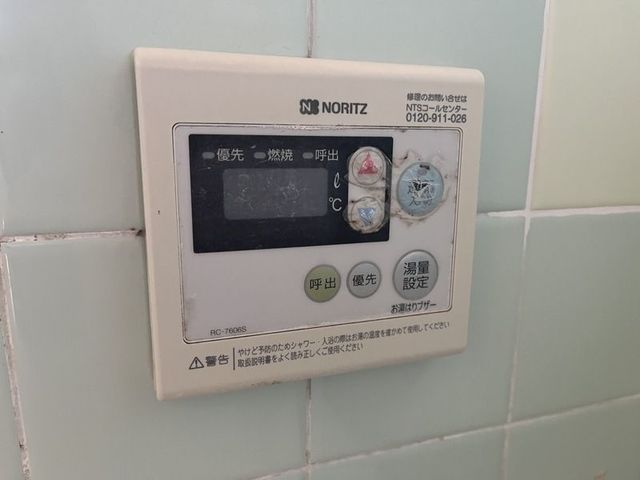 NORITZ
修理のお問い合せは
NTSコールセンター
0120-911-026
優先 燃焼 呼出
ℓ
℃
呼出 優先 湯量
設定
お湯はりブザー
RC-7606S
警告 やけど予防のためシャワー・入浴の際はお湯の温度を確かめて使用してください
取扱説明書をよく読み正しくご使用ください